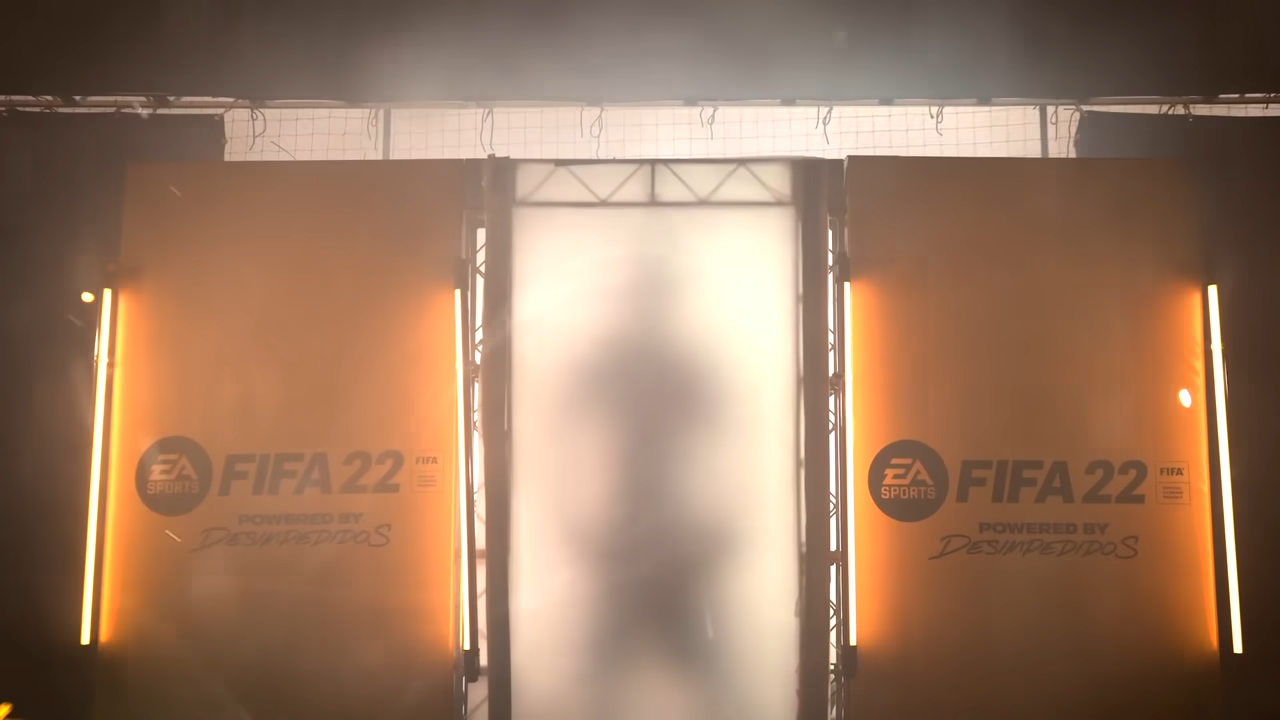 EA
SPORTS
FIFA 22
FIFA
POWERED BY
DESIMPEDIDOS
EA
SPORTS
FIFA 22
FIFA
POWERED BY
DESIMPEDIDOS